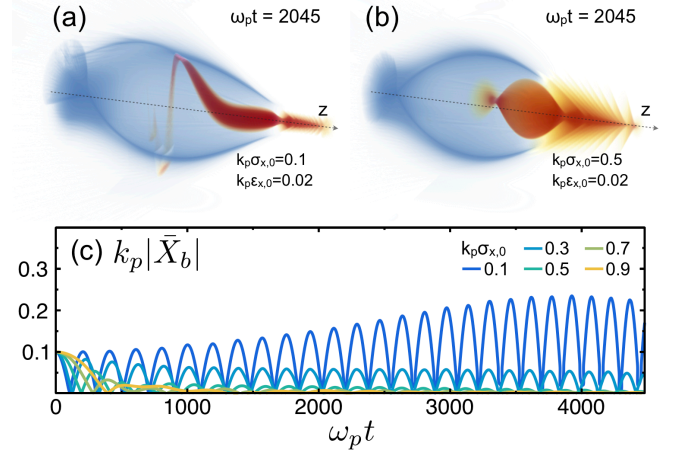 (a)
ωₚt = 2045
z
kₚσₓ,₀=0.1
kₚεₓ,₀=0.02
(b)
ωₚt = 2045
z
kₚσₓ,₀=0.5
kₚεₓ,₀=0.02
(c) kₚ|X̄_b|
kₚσₓ,₀ 0.3 0.7
0.1 0.5 0.9
0.3
0.2
0.1
0 1000 2000 3000 4000
ωₚt